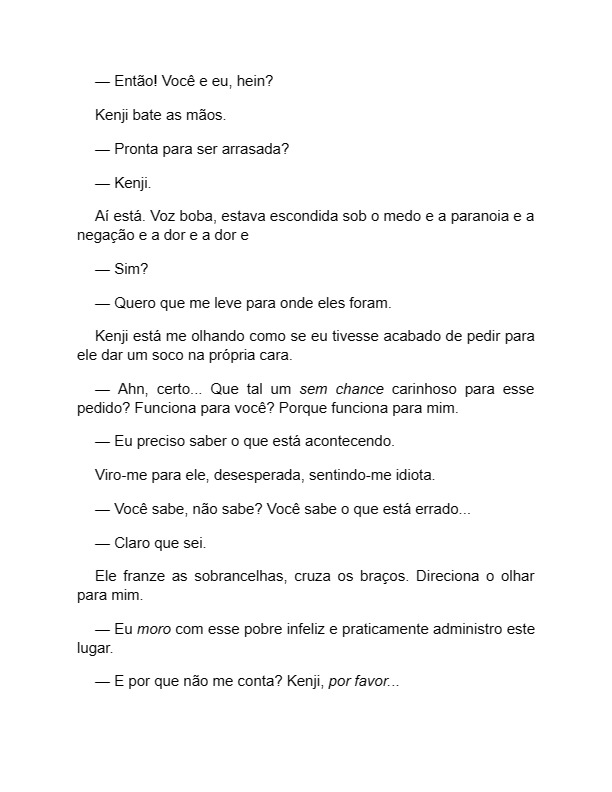 — Então! Você e eu, hein?
Kenji bate as mãos.
— Pronta para ser arrasada?
— Kenji.
Aí está. Voz boba, estava escondida sob o medo e a paranoia e a
negação e a dor e a dor e
— Sim?
— Quero que me leve para onde eles foram.
Kenji está me olhando como se eu tivesse acabado de pedir para
ele dar um soco na própria cara.
— Ahn, certo... Que tal um sem chance carinhoso para esse
pedido? Funciona para você? Porque funciona para mim.
— Eu preciso saber o que está acontecendo.
Viro-me para ele, desesperada, sentindo-me idiota.
— Você sabe, não sabe? Você sabe o que está errado...
— Claro que sei.
Ele franze as sobrancelhas, cruza os braços. Direciona o olhar
para mim.
— Eu moro com esse pobre infeliz e praticamente administro este
lugar.
— E por que não me conta? Kenji, por favor...